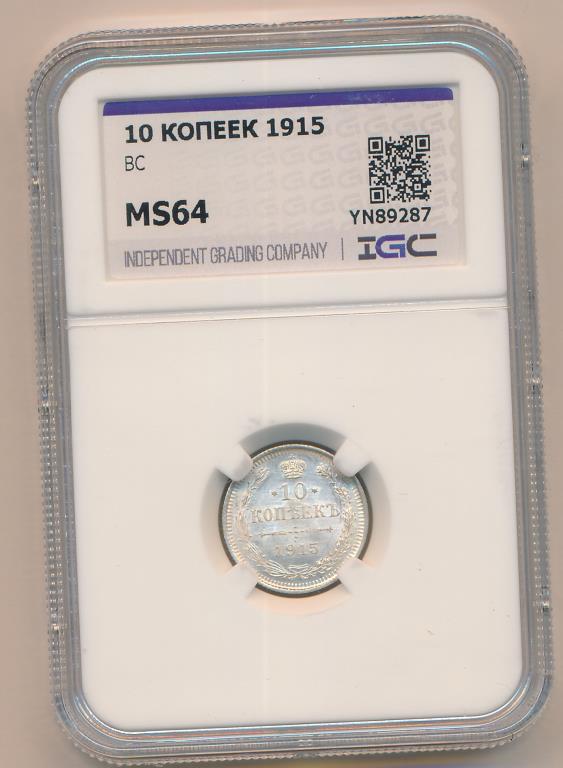 10 КОПЕЕК 1915
ВС
MS64
YN89287
INDEPENDENT GRADING COMPANY | IGC
* 10 *
КОПѢЕКЪ
1915